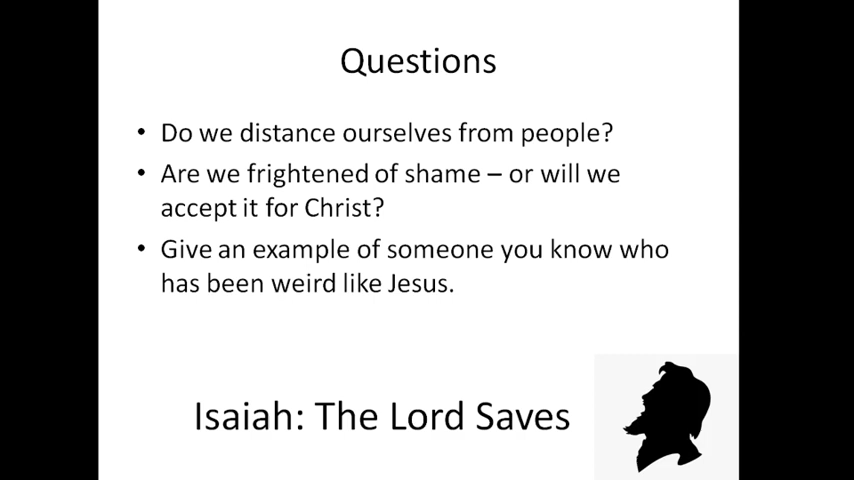 Questions
• Do we distance ourselves from people?
• Are we frightened of shame – or will we
accept it for Christ?
• Give an example of someone you know who
has been weird like Jesus.
Isaiah: The Lord Saves